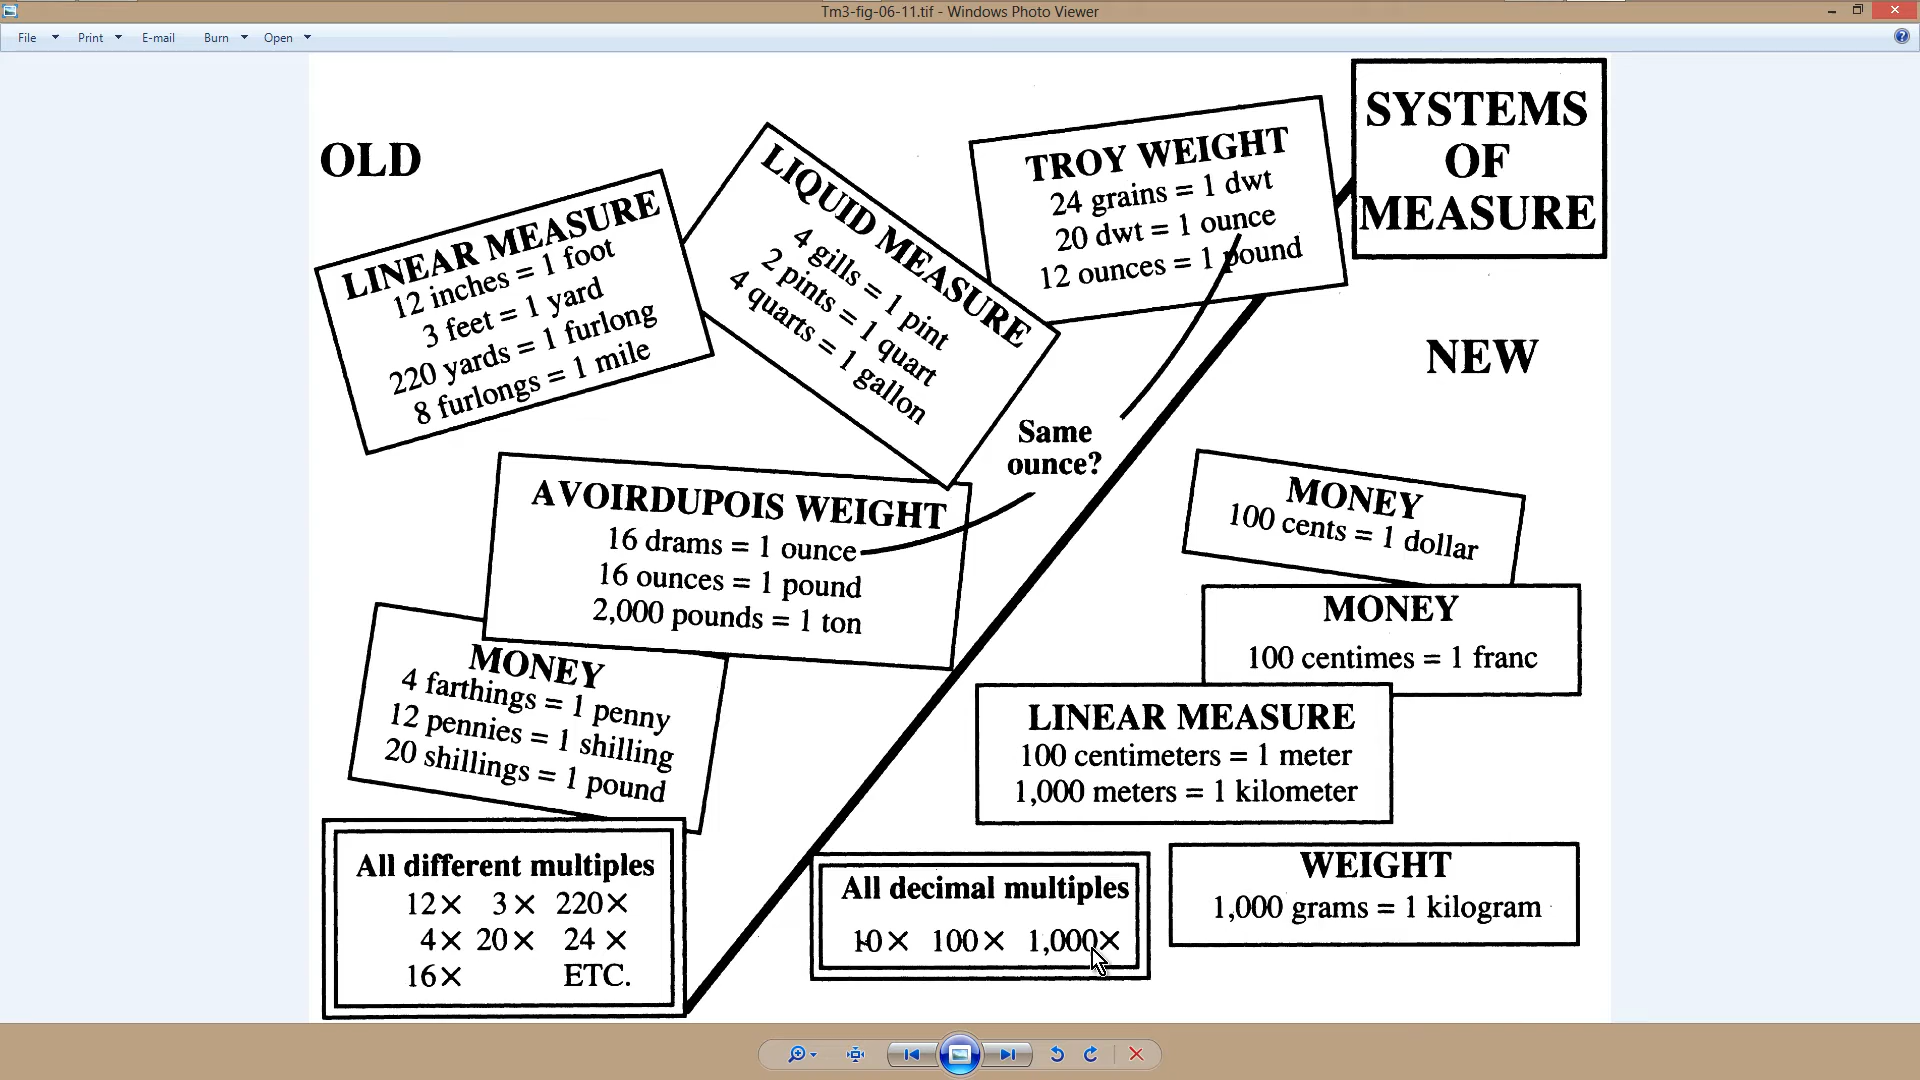 Tm3-fig-06-11.tif - Windows Photo Viewer
File Print E-mail Burn Open
SYSTEMS
OF
MEASURE
OLD
LINEAR MEASURE
12 inches = 1 foot
3 feet = 1 yard
220 yards = 1 furlong
8 furlongs = 1 mile
LIQUID MEASURE
4 gills = 1 pint
2 pints = 1 quart
4 quarts = 1 gallon
TROY WEIGHT
24 grains = 1 dwt
20 dwt = 1 ounce
12 ounces = 1 pound
Same
ounce?
AVOIRDUPOIS WEIGHT
16 drams = 1 ounce
16 ounces = 1 pound
2,000 pounds = 1 ton
MONEY
4 farthings = 1 penny
12 pennies = 1 shilling
20 shillings = 1 pound
All different multiples
12× 3× 220×
4× 20× 24 ×
16× ETC.
NEW
MONEY
100 cents = 1 dollar
MONEY
100 centimes = 1 franc
LINEAR MEASURE
100 centimeters = 1 meter
1,000 meters = 1 kilometer
WEIGHT
1,000 grams = 1 kilogram
All decimal multiples
10× 100× 1,000×